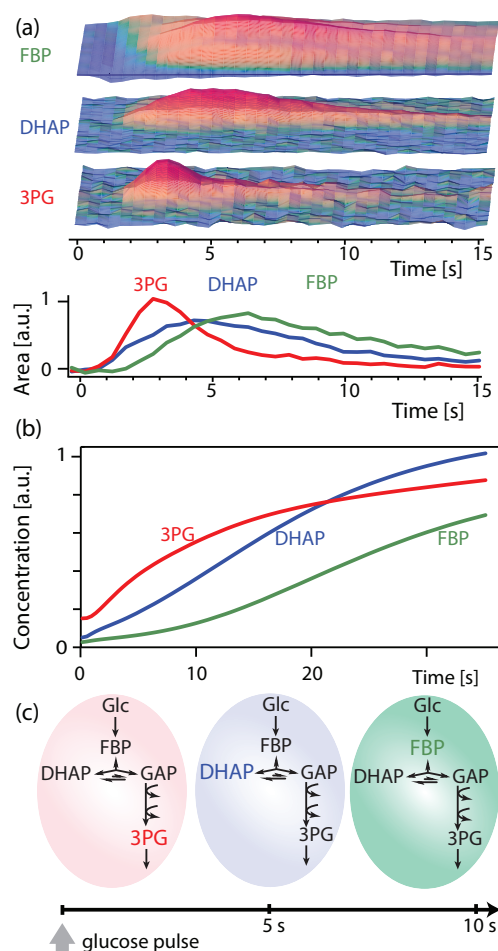 (a)
FBP
DHAP
3PG
0 5 10 15
Time [s]
3PG DHAP FBP
Area [a.u.]
1
0
0 5 10 15
Time [s]
(b)
Concentration [a.u.]
1
0
3PG
DHAP
FBP
0 10 20 Time [s]
(c)
Glc Glc Glc
FBP FBP FBP
DHAP GAP DHAP GAP DHAP GAP
3PG 3PG 3PG
5 s 10 s
glucose pulse